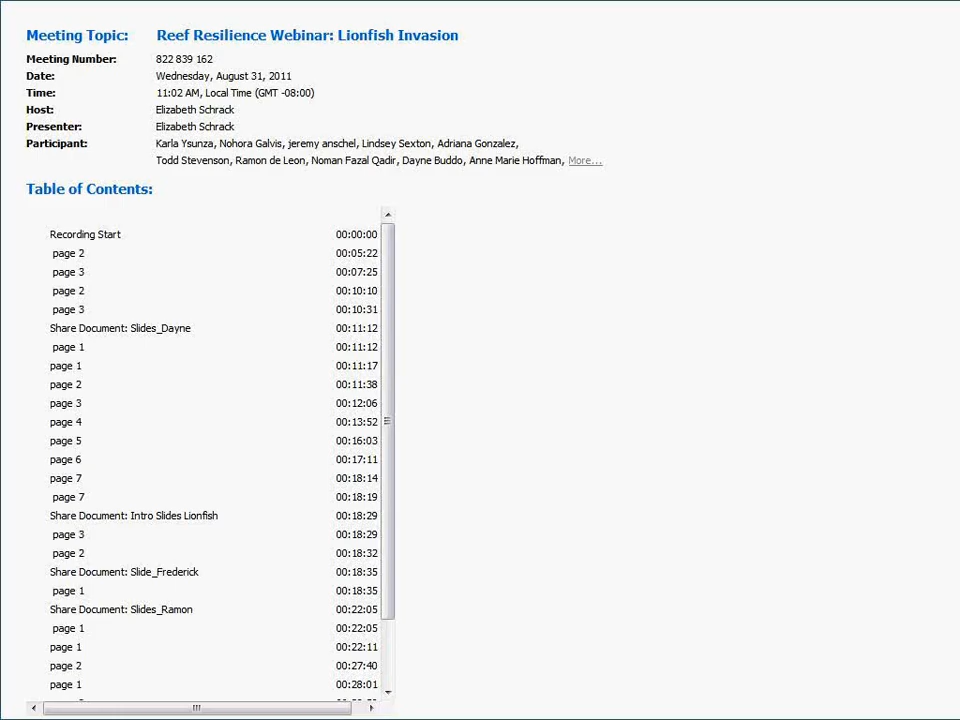 Meeting Topic: Reef Resilience Webinar: Lionfish Invasion
Meeting Number: 822 839 162
Date: Wednesday, August 31, 2011
Time: 11:02 AM, Local Time (GMT -08:00)
Host: Elizabeth Schrack
Presenter: Elizabeth Schrack
Participant: Karla Ysunza, Nohora Galvis, jeremy anschel, Lindsey Sexton, Adriana Gonzalez,
Todd Stevenson, Ramon de Leon, Noman Fazal Qadir, Dayne Buddo, Anne Marie Hoffman, More...
Table of Contents:
Recording Start 00:00:00
page 2 00:05:22
page 3 00:07:25
page 2 00:10:10
page 3 00:10:31
Share Document: Slides_Dayne 00:11:12
page 1 00:11:12
page 1 00:11:17
page 2 00:11:38
page 3 00:12:06
page 4 00:13:52
page 5 00:16:03
page 6 00:17:11
page 7 00:18:14
page 7 00:18:19
Share Document: Intro Slides Lionfish 00:18:29
page 3 00:18:29
page 2 00:18:32
Share Document: Slide_Frederick 00:18:35
page 1 00:18:35
Share Document: Slides_Ramon 00:22:05
page 1 00:22:05
page 1 00:22:11
page 2 00:27:40
page 1 00:28:01